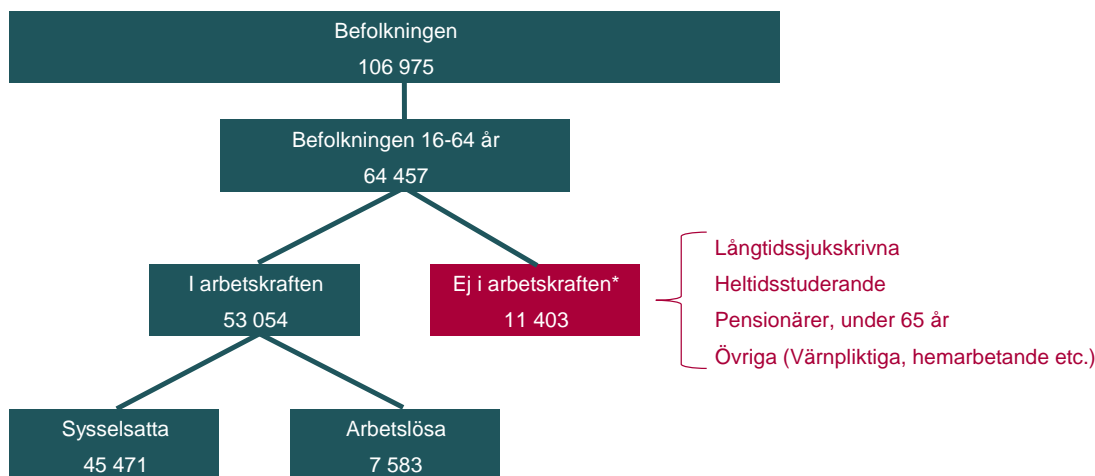 Befolkningen
106 975
Befolkningen 16-64 år
64 457
I arbetskraften
53 054
Ej i arbetskraften*
11 403
Långtidssjukskrivna
Heltidsstuderande
Pensionärer, under 65 år
Övriga (Värnpliktiga, hemarbetande etc.)
Sysselsatta
45 471
Arbetslösa
7 583